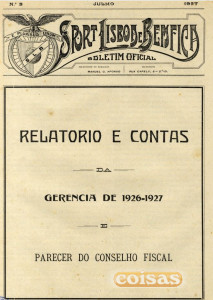 N.º 3 JULHO 1927
SPORT LISBOA E BEMFICA
BOLETIM OFICIAL
RELATORIO E CONTAS
DA
GERENCIA DE 1926-1927
E
PARECER DO CONSELHO FISCAL
coisas